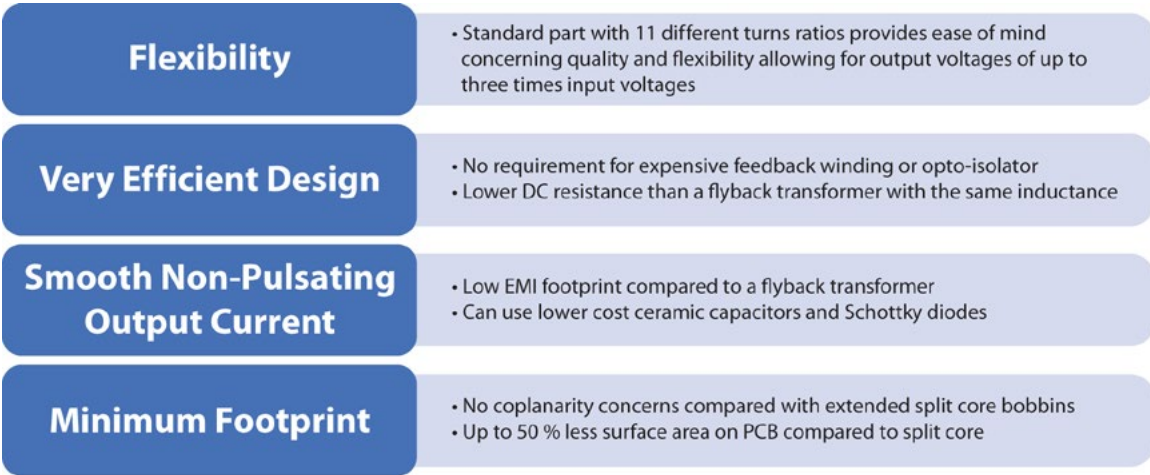 Flexibility
• Standard part with 11 different turns ratios provides ease of mind
concerning quality and flexibility allowing for output voltages of up to
three times input voltages
Very Efficient Design
• No requirement for expensive feedback winding or opto-isolator
• Lower DC resistance than a flyback transformer with the same inductance
Smooth Non-Pulsating
Output Current
• Low EMI footprint compared to a flyback transformer
• Can use lower cost ceramic capacitors and Schottky diodes
Minimum Footprint
• No coplanarity concerns compared with extended split core bobbins
• Up to 50 % less surface area on PCB compared to split core